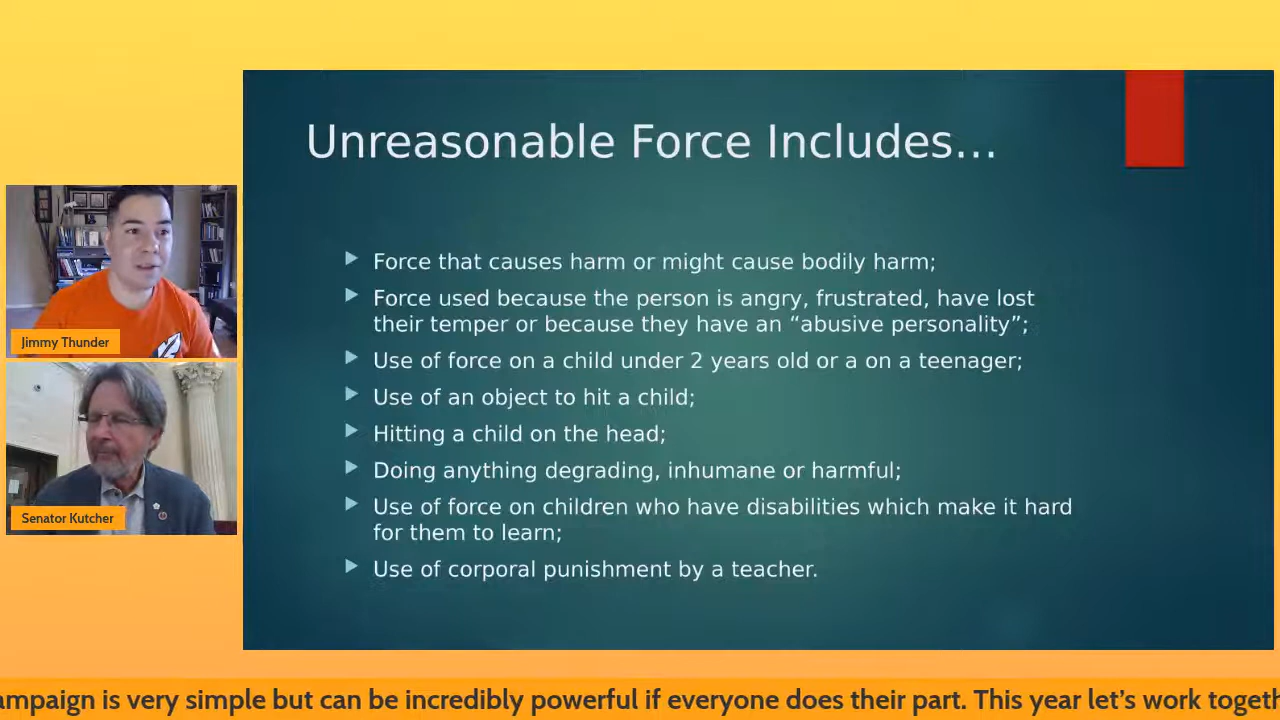 Unreasonable Force Includes...
Force that causes harm or might cause bodily harm;
Force used because the person is angry, frustrated, have lost
their temper or because they have an “abusive personality”;
Use of force on a child under 2 years old or a on a teenager;
Use of an object to hit a child;
Hitting a child on the head;
Doing anything degrading, inhumane or harmful;
Use of force on children who have disabilities which make it hard
for them to learn;
Use of corporal punishment by a teacher.
Jimmy Thunder
Senator Kutcher
ampaign is very simple but can be incredibly powerful if everyone does their part. This year let’s work togeth